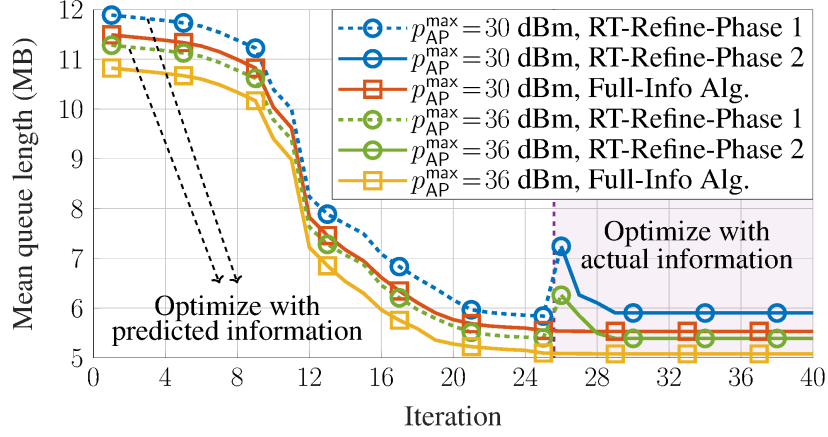 12
11
10
9
8
7
6
5
Mean queue length (MB)
p_AP^max = 30 dBm, RT-Refine-Phase 1
p_AP^max = 30 dBm, RT-Refine-Phase 2
p_AP^max = 30 dBm, Full-Info Alg.
p_AP^max = 36 dBm, RT-Refine-Phase 1
p_AP^max = 36 dBm, RT-Refine-Phase 2
p_AP^max = 36 dBm, Full-Info Alg.
Optimize with
actual information
Optimize with
predicted information
0 4 8 12 16 20 24 28 32 36 40
Iteration